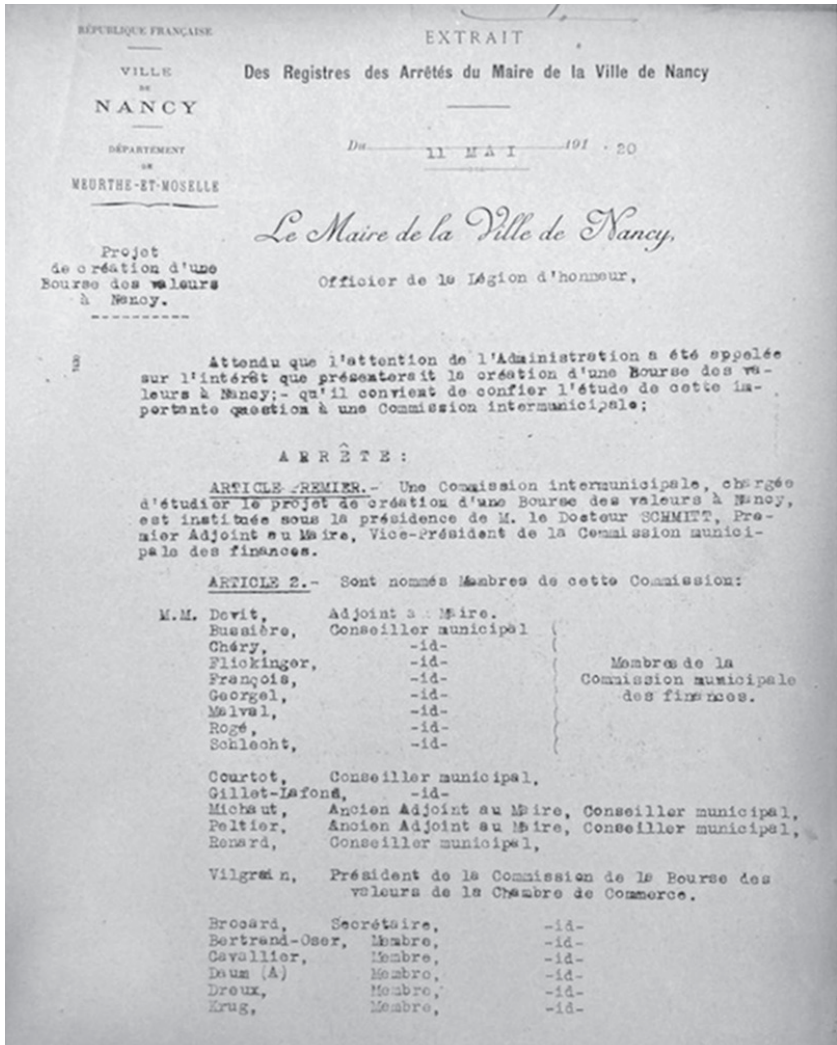 RÉPUBLIQUE FRANÇAISE
VILLE
DE
NANCY
DÉPARTEMENT
DE
MEURTHE-ET-MOSELLE
Projet
de création d'une
Bourse des valeurs
à Nancy.
----------
EXTRAIT
Des Registres des Arrêtés du Maire de la Ville de Nancy
Du 11 MAI 191 . 20
Le Maire de la Ville de Nancy,
Officier de la Légion d'honneur,
Attendu que l'attention de l'Administration a été appelée
sur l'intérêt que présenterait la création d'une Bourse des va-
leurs à Nancy;- qu'il convient de confier l'étude de cette im-
portante question à une Commission intermunicipale;
ARRÊTE:
ARTICLE PREMIER.- Une Commission intermunicipale, chargée
d'étudier le projet de création d'une Bourse des valeurs à Nancy,
est instituée sous la présidence de M. le Docteur SCHMITT, Pre-
mier Adjoint au Maire, Vice-Président de la Commission munici-
pale des finances.
ARTICLE 2.- Sont nommés Membres de cette Commission:
M.M. Devit, Adjoint au Maire.
Bussière, Conseiller municipal
Chéry, -id-
Flickinger, -id-
François, -id-
Georgel, -id-
Malval, -id-
Rogé, -id-
Schlecht, -id-
Membres de la
Commission municipale
des finances.
Courtot, Conseiller municipal,
Gillet-Lafond, -id-
Michaut, Ancien Adjoint au Maire, Conseiller municipal,
Peltier, Ancien Adjoint au Maire, Conseiller municipal,
Renard, Conseiller municipal,
Vilgrain, Président de la Commission de la Bourse des
valeurs de la Chambre de Commerce.
Brocard, Secrétaire, -id-
Bertrand-Oser, Membre, -id-
Cavallier, Membre, -id-
Daum (A) Membre, -id-
Dreux, Membre, -id-
Krug, Membre, -id-